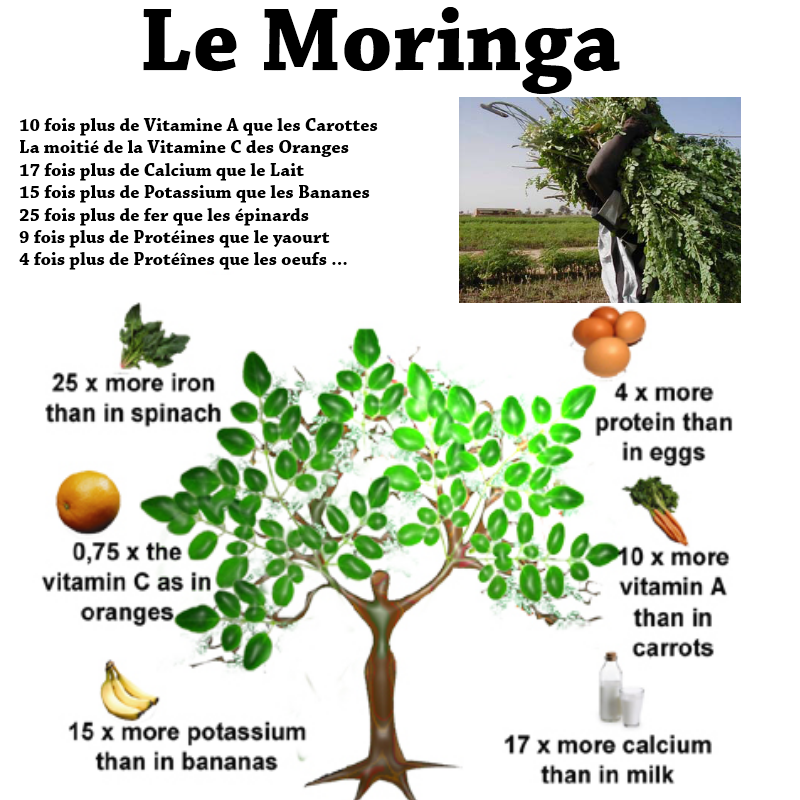 Le Moringa
10 fois plus de Vitamine A que les Carottes
La moitié de la Vitamine C des Oranges
17 fois plus de Calcium que le Lait
15 fois plus de Potassium que les Bananes
25 fois plus de fer que les épinards
9 fois plus de Protéines que le yaourt
4 fois plus de Protéînes que les oeufs ...
25 x more iron
than in spinach
4 x more
protein than
in eggs
0,75 x the
vitamin C as in
oranges
10 x more
vitamin A
than in
carrots
15 x more potassium
than in bananas
17 x more calcium
than in milk